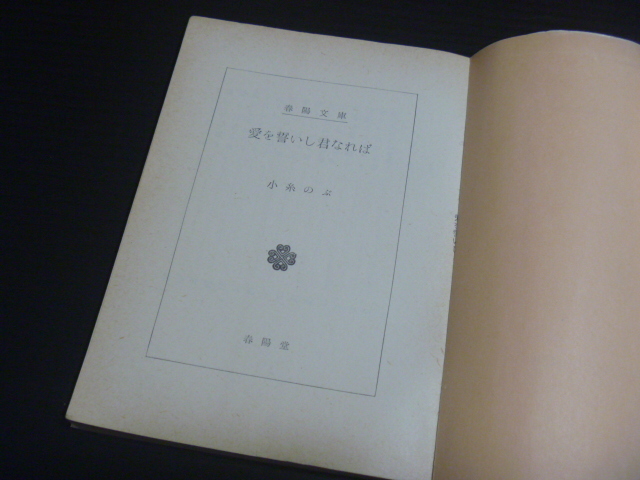 春陽文庫
愛を誓いし君なれば
小糸のぶ
春陽堂